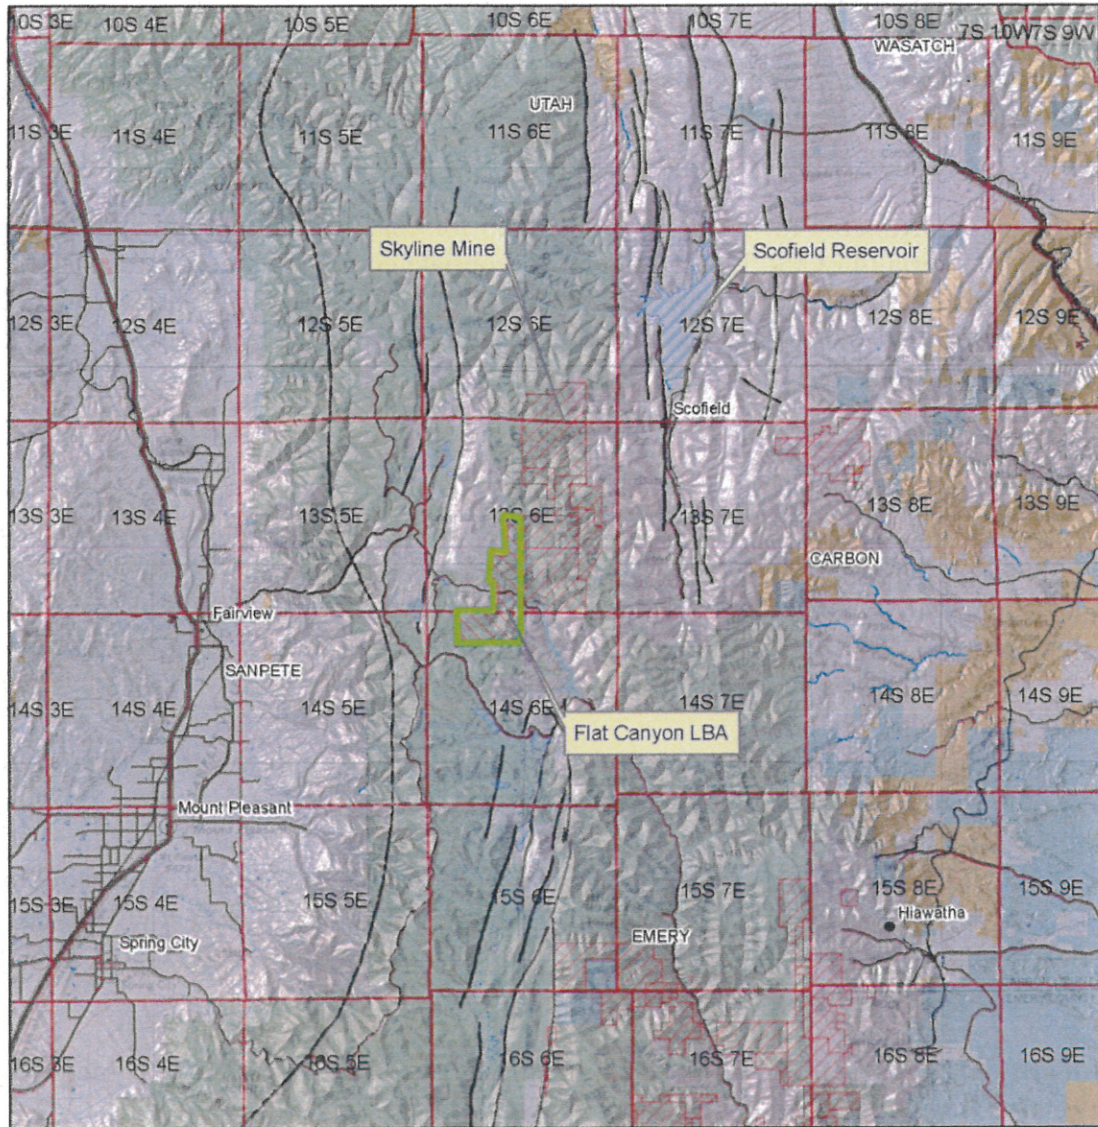 10S 3E 10S 4E 10S 5E 10S 6E 10S 7E 10S 8E
7S 10W 7S 9W
WASATCH
UTAH
11S 3E 11S 4E 11S 5E 11S 6E 11S 7E 11S 8E 11S 9E
Skyline Mine
Scofield Reservoir
12S 3E 12S 4E 12S 5E 12S 6E 12S 7E 12S 8E 12S 9E
Scofield
13S 3E 13S 4E 13S 5E 13S 6E 13S 7E 13S 8E 13S 9E
CARBON
Fairview
SANPETE
14S 3E 14S 4E 14S 5E 14S 6E 14S 7E 14S 8E 14S 9E
Flat Canyon LBA
Mount Pleasant
15S 3E 15S 4E 15S 5E 15S 6E 15S 7E 15S 8E 15S 9E
Hiawatha
Spring City
EMERY
16S 3E 16S 4E 16S 5E 16S 6E 16S 7E 16S 8E 16S 9E